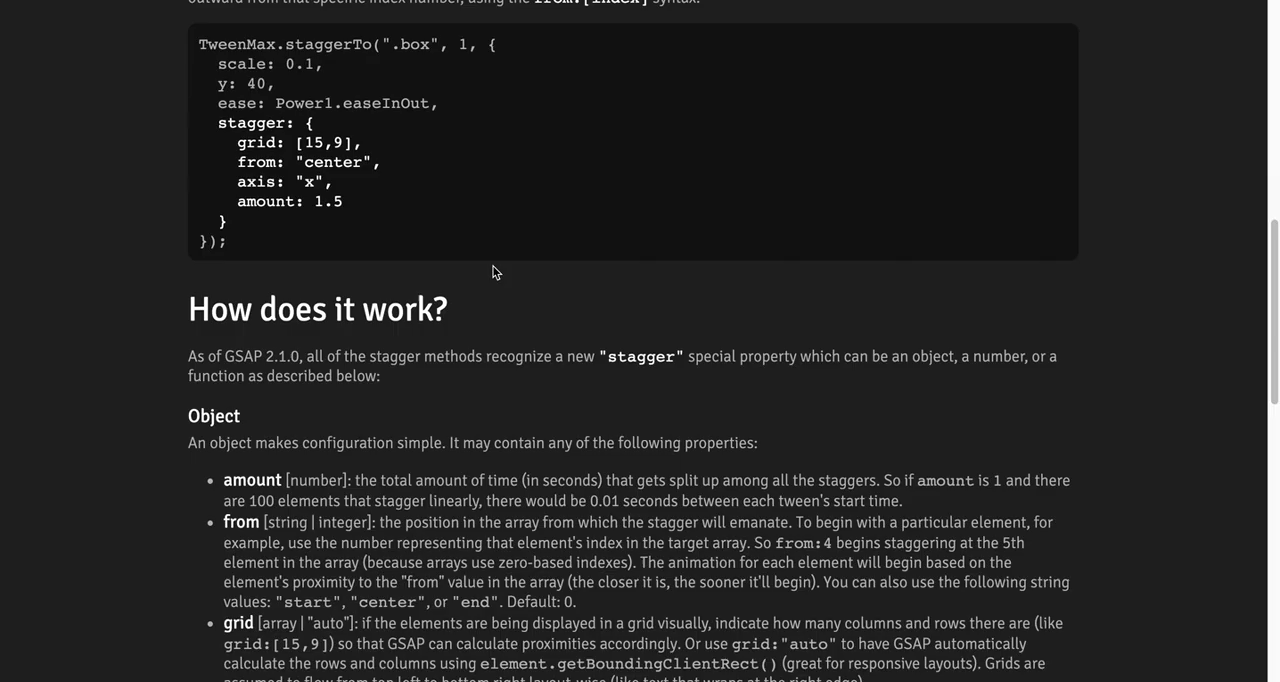 outward from that specific index number, using the from:[index] syntax.
TweenMax.staggerTo(".box", 1, {
  scale: 0.1,
  y: 40,
  ease: Power1.easeInOut,
  stagger: {
    grid: [15,9],
    from: "center",
    axis: "x",
    amount: 1.5
  }
});
How does it work?
As of GSAP 2.1.0, all of the stagger methods recognize a new "stagger" special property which can be an object, a number, or a
function as described below:
Object
An object makes configuration simple. It may contain any of the following properties:
• amount [number]: the total amount of time (in seconds) that gets split up among all the staggers. So if amount is 1 and there
are 100 elements that stagger linearly, there would be 0.01 seconds between each tween's start time.
• from [string | integer]: the position in the array from which the stagger will emanate. To begin with a particular element, for
example, use the number representing that element's index in the target array. So from:4 begins staggering at the 5th
element in the array (because arrays use zero-based indexes). The animation for each element will begin based on the
element's proximity to the "from" value in the array (the closer it is, the sooner it'll begin). You can also use the following string
values: "start", "center", or "end". Default: 0.
• grid [array | "auto"]: if the elements are being displayed in a grid visually, indicate how many columns and rows there are (like
grid:[15,9]) so that GSAP can calculate proximities accordingly. Or use grid:"auto" to have GSAP automatically
calculate the rows and columns using element.getBoundingClientRect() (great for responsive layouts). Grids are
assumed to flow from top left to bottom right layout-wise (like text that wraps at the right edge).